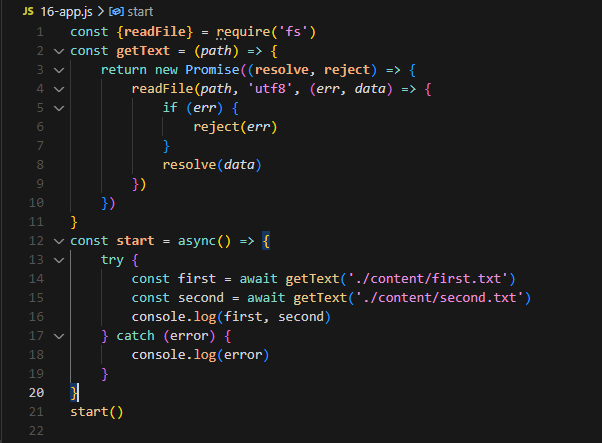 JS 16-app.js > start
1 const {readFile} = require('fs')
2 const getText = (path) => {
3     return new Promise((resolve, reject) => {
4         readFile(path, 'utf8', (err, data) => {
5             if (err) {
6                 reject(err)
7             }
8             resolve(data)
9         })
10     })
11 }
12 const start = async() => {
13     try {
14         const first = await getText('./content/first.txt')
15         const second = await getText('./content/second.txt')
16         console.log(first, second)
17     } catch (error) {
18         console.log(error)
19     }
20 }
21 start()
22